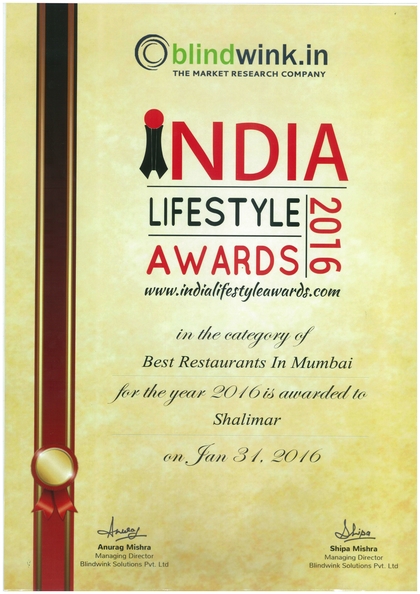 blindwink.in
THE MARKET RESEARCH COMPANY
iNDIA
LIFESTYLE
AWARDS
2016
www.indialifestyleawards.com
in the category of
Best Restaurants In Mumbai
for the year 2016 is awarded to
Shalimar
on Jan 31, 2016
Anurag
Anurag Mishra
Managing Director
Blindwink Solutions Pvt. Ltd
Shipa
Shipa Mishra
Managing Director
Blindwink Solutions Pvt. Ltd